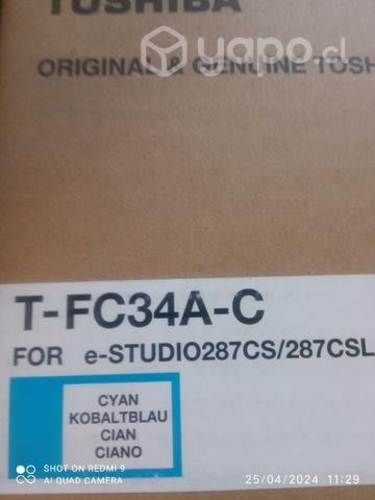 TOSHIBA
yapo.cl
ORIGINAL & GENUINE TOSH
T-FC34A-C
FOR e-STUDIO287CS/287CSL
CYAN
KOBALTBLAU
CIAN
CIANO
SHOT ON REDMI 9
AI QUAD CAMERA
25/04/2024 11:29